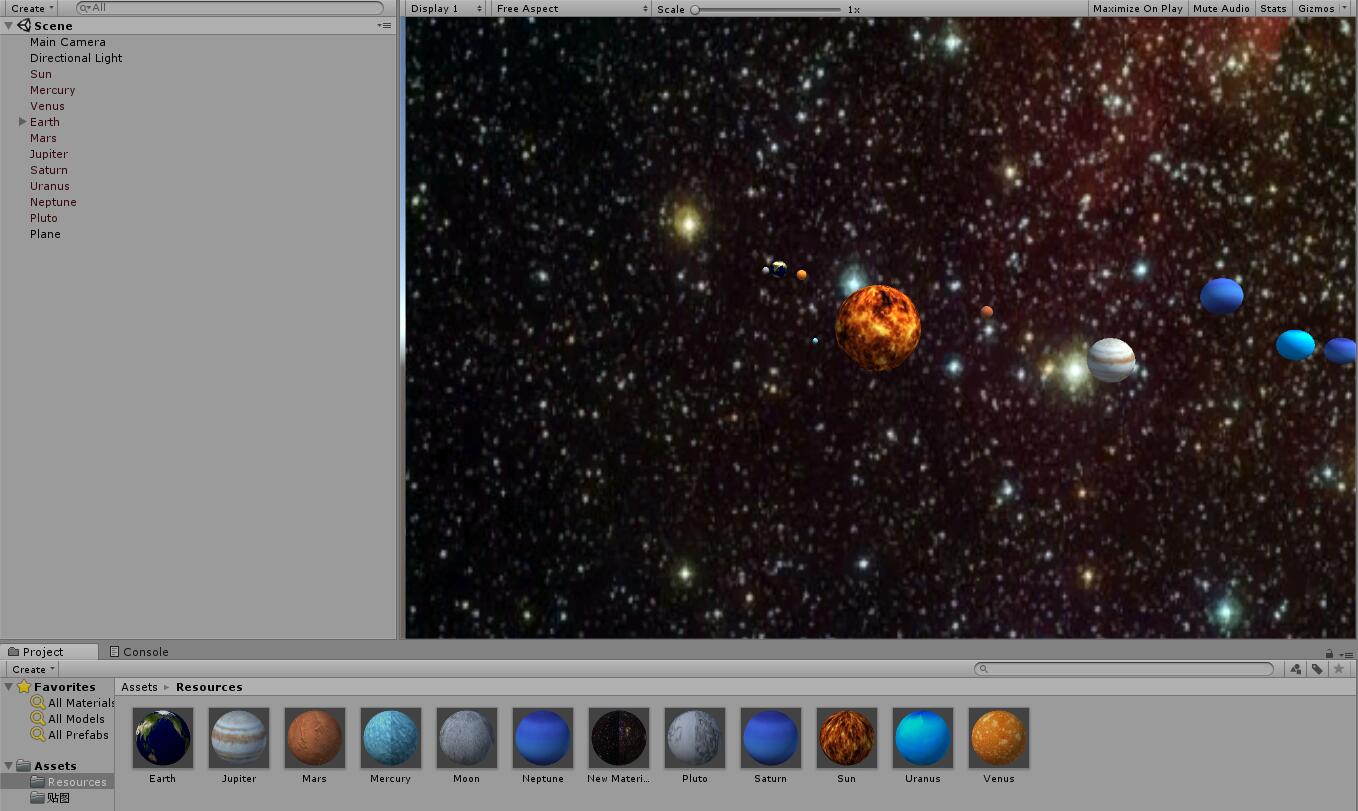 Create
All
Display 1
Free Aspect
Scale
1x
Maximize On Play
Mute Audio
Stats
Gizmos
Scene
Main Camera
Directional Light
Sun
Mercury
Venus
Earth
Mars
Jupiter
Saturn
Uranus
Neptune
Pluto
Plane
Project
Console
Create
Favorites
All Materials
All Models
All Prefabs
Assets
Resources
贴图
Assets ▸ Resources
Earth
Jupiter
Mars
Mercury
Moon
Neptune
New Materi...
Pluto
Saturn
Sun
Uranus
Venus